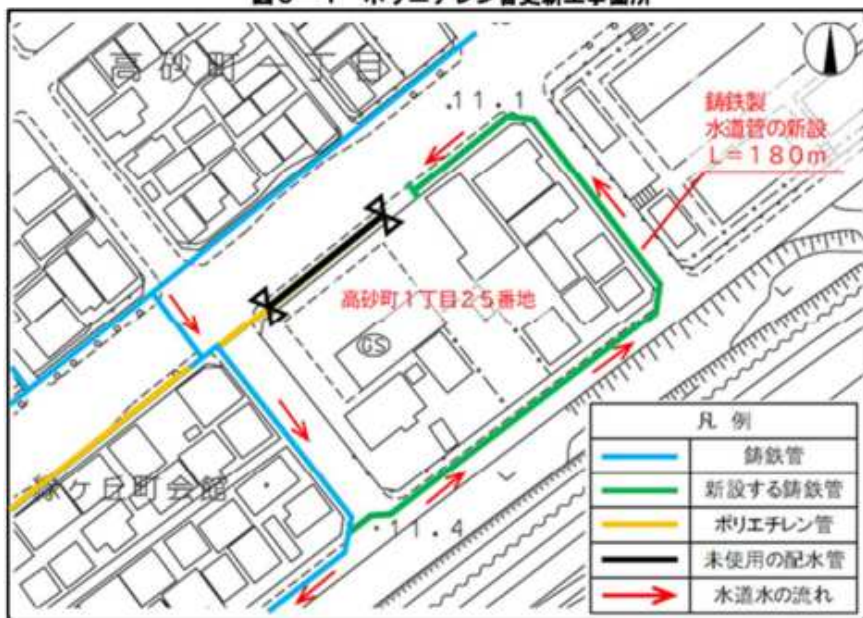 高砂町一丁目
.11.1
鋳鉄製
水道管の新設
L=180m
高砂町1丁目25番地
GS
緑ケ丘町会館
.11.4
凡 例
鋳鉄管
新設する鋳鉄管
ポリエチレン管
未使用の配水管
水道水の流れ